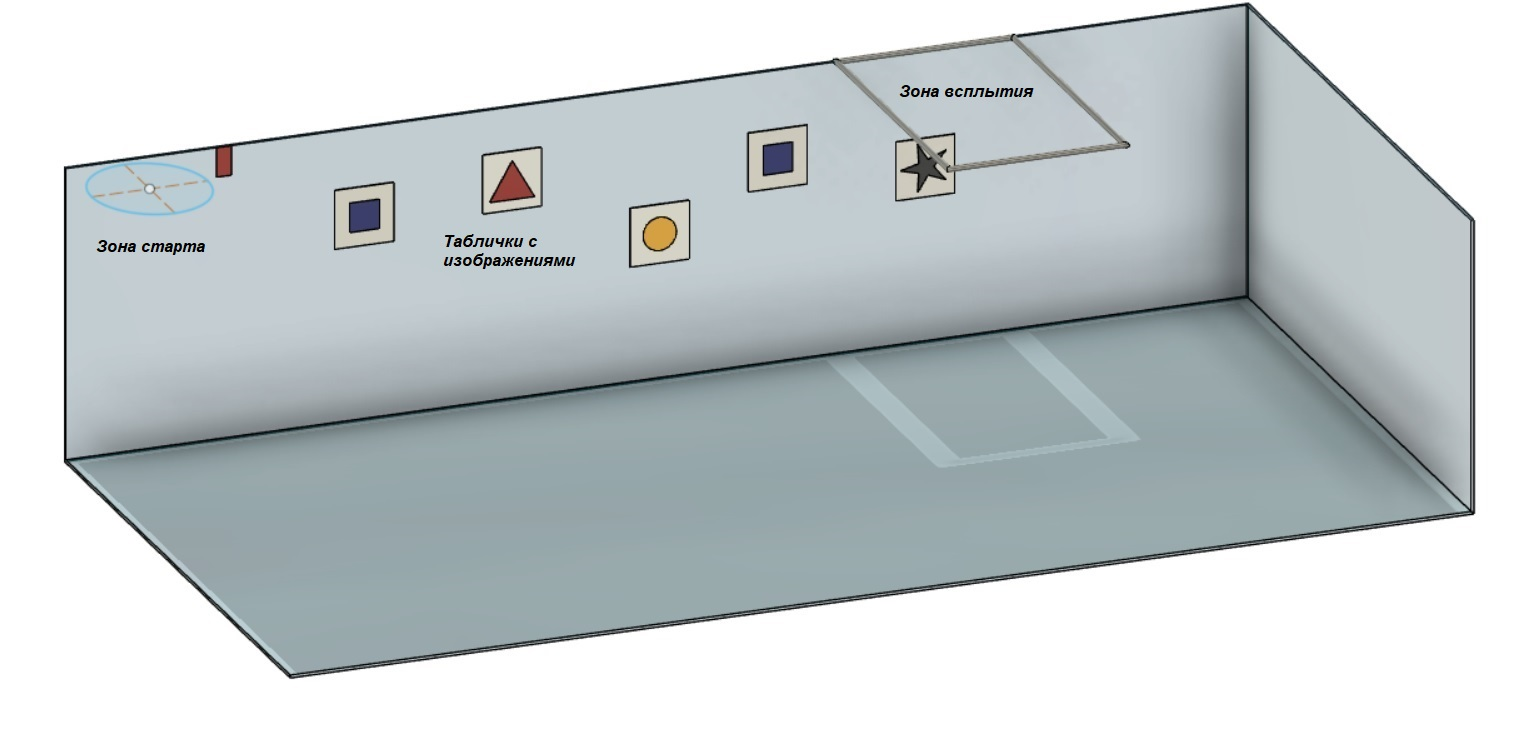 Зона всплытия
Зона старта
Таблички с
изображениями